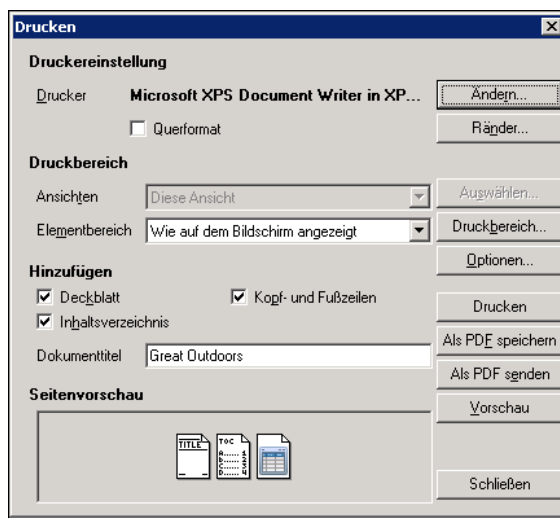 Drucken
Druckereinstellung
Drucker Microsoft XPS Document Writer in XP... Ändern...
Querformat Ränder...
Druckbereich
Ansichten Diese Ansicht Auswählen...
Elementbereich Wie auf dem Bildschirm angezeigt Druckbereich...
Optionen...
Hinzufügen
Deckblatt Kopf- und Fußzeilen Drucken
Inhaltsverzeichnis
Als PDF speichern
Dokumenttitel Great Outdoors
Als PDF senden
Seitenvorschau
Vorschau
TITLE TOC
Schließen